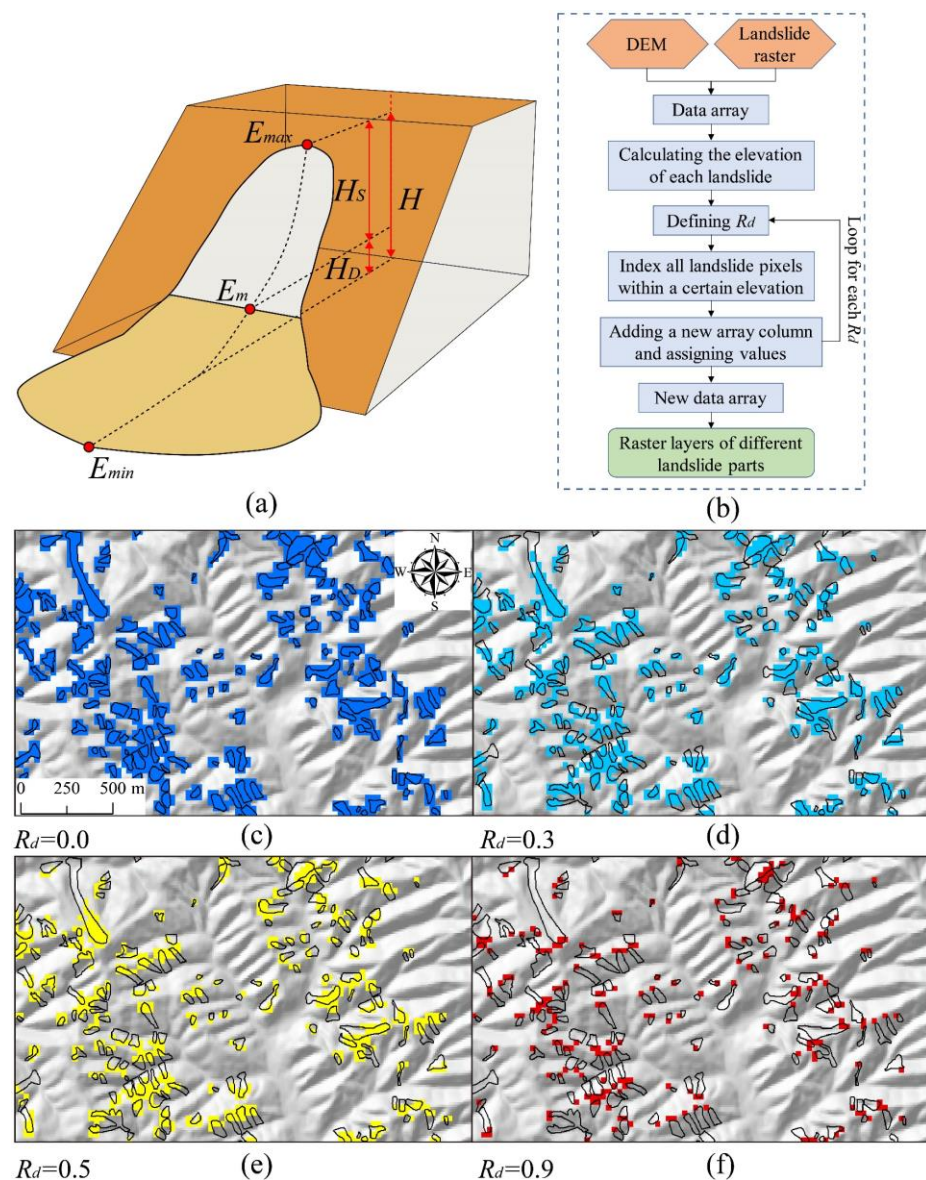 Emax
HS
H
HD
Em
Emin
(a)
DEM
Landslide
raster
Data array
Calculating the elevation
of each landslide
Defining Rd
Index all landslide pixels
within a certain elevation
Adding a new array column
and assigning values
New data array
Raster layers of different
landslide parts
Loop for each Rd
(b)
N
W
E
S
0 250 500 m
Rd=0.0
(c)
Rd=0.3
(d)
Rd=0.5
(e)
Rd=0.9
(f)